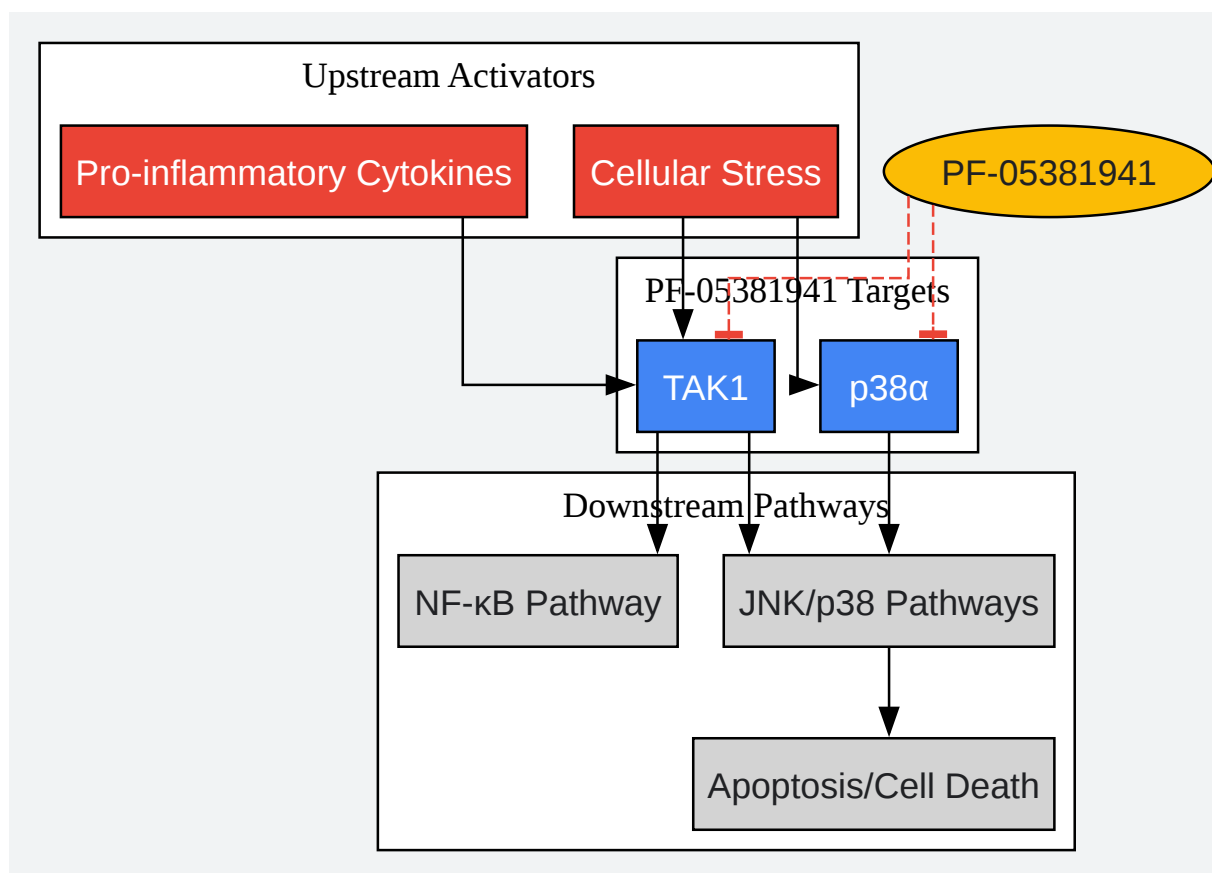 Upstream Activators
Pro-inflammatory Cytokines
Cellular Stress
PF-05381941
PF-05381941 Targets
TAK1
p38α
Downstream Pathways
NF-κB Pathway
JNK/p38 Pathways
Apoptosis/Cell Death